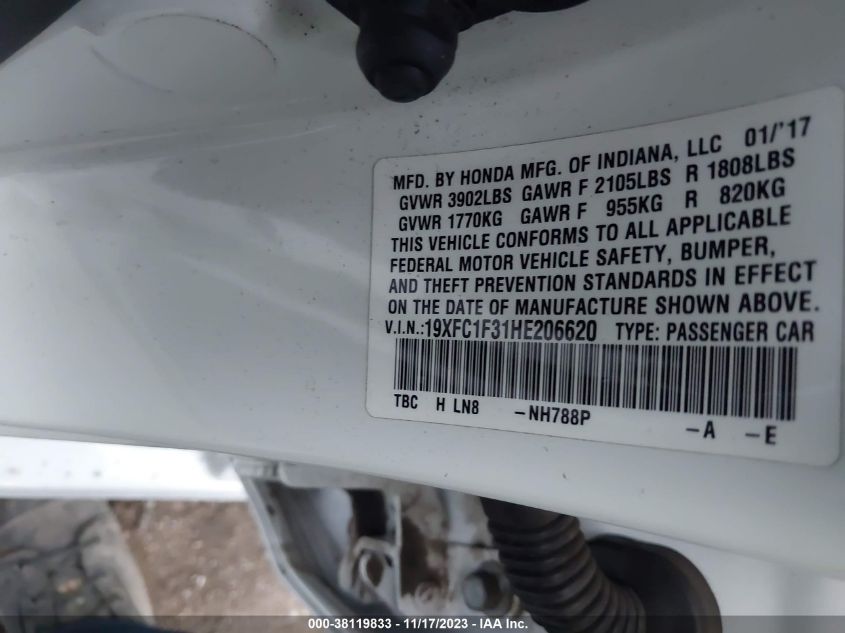 MFD. BY HONDA MFG. OF INDIANA, LLC 01/'17
GVWR 3902LBS GAWR F 2105LBS R 1808LBS
GVWR 1770KG GAWR F 955KG R 820KG
THIS VEHICLE CONFORMS TO ALL APPLICABLE
FEDERAL MOTOR VEHICLE SAFETY, BUMPER,
AND THEFT PREVENTION STANDARDS IN EFFECT
ON THE DATE OF MANUFACTURE SHOWN ABOVE.
V.I.N.:19XFC1F31HE206620 TYPE: PASSENGER CAR
TBC H LN8 -NH788P -A -E
000-38119833 - 11/17/2023 - IAA Inc.